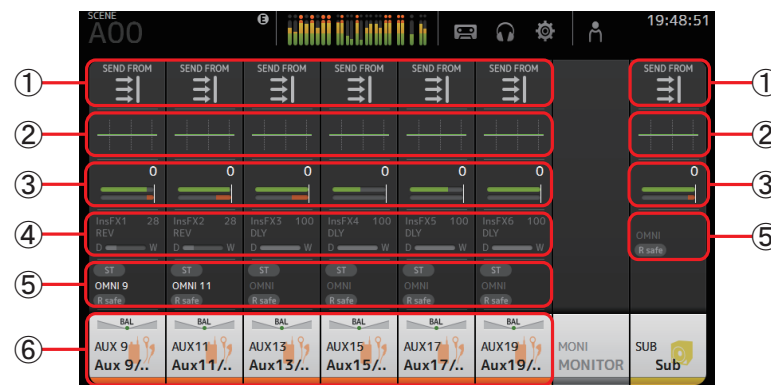 SCENE
A00
E
19:48:51
① SEND FROM SEND FROM SEND FROM SEND FROM SEND FROM SEND FROM SEND FROM ①
② ②
③ 0 0 0 0 0 0 0 ③
④ InsFX1 28 InsFX2 28 InsFX3 100 InsFX4 100 InsFX5 100 InsFX6 100
REV REV DLY DLY DLY DLY
D W D W D W D W D W D W
OMNI ⑤
R safe
⑤ ST ST ST ST ST ST
OMNI 9 OMNI 11 OMNI OMNI OMNI OMNI
R safe R safe R safe R safe R safe R safe
⑥ BAL BAL BAL BAL BAL BAL
AUX 9 AUX11 AUX13 AUX15 AUX17 AUX19 MONI SUB
Aux 9/.. Aux11/.. Aux13/.. Aux15/.. Aux17/.. Aux19/.. MONITOR Sub